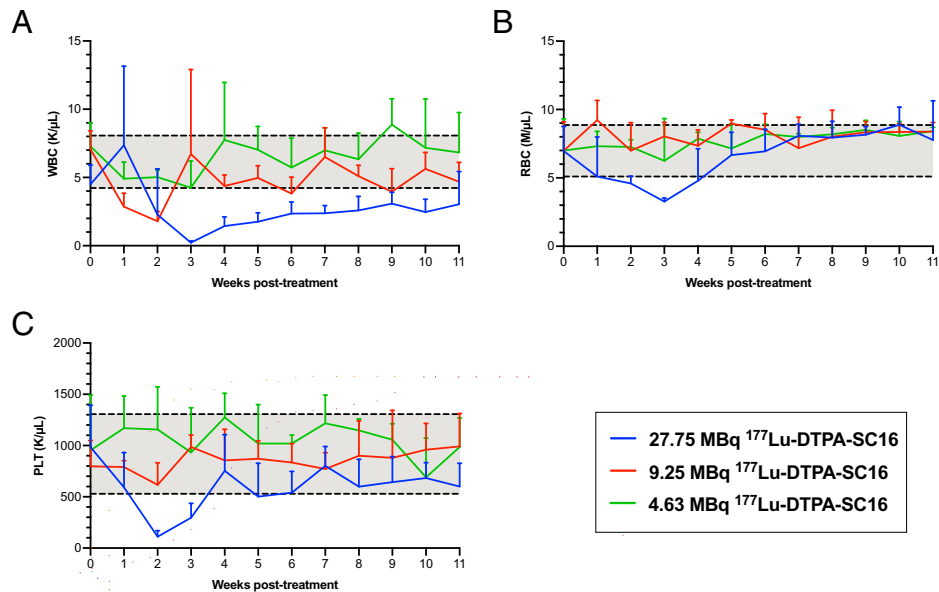 A
B
15
10
5
0
WBC (K/µL)
0 1 2 3 4 5 6 7 8 9 10 11
Weeks post-treatment
15
10
5
0
RBC (M/µL)
0 1 2 3 4 5 6 7 8 9 10 11
Weeks post-treatment
C
2000
1500
1000
500
0
PLT (K/µL)
0 1 2 3 4 5 6 7 8 9 10 11
Weeks post-treatment
27.75 MBq ¹⁷⁷Lu-DTPA-SC16
9.25 MBq ¹⁷⁷Lu-DTPA-SC16
4.63 MBq ¹⁷⁷Lu-DTPA-SC16